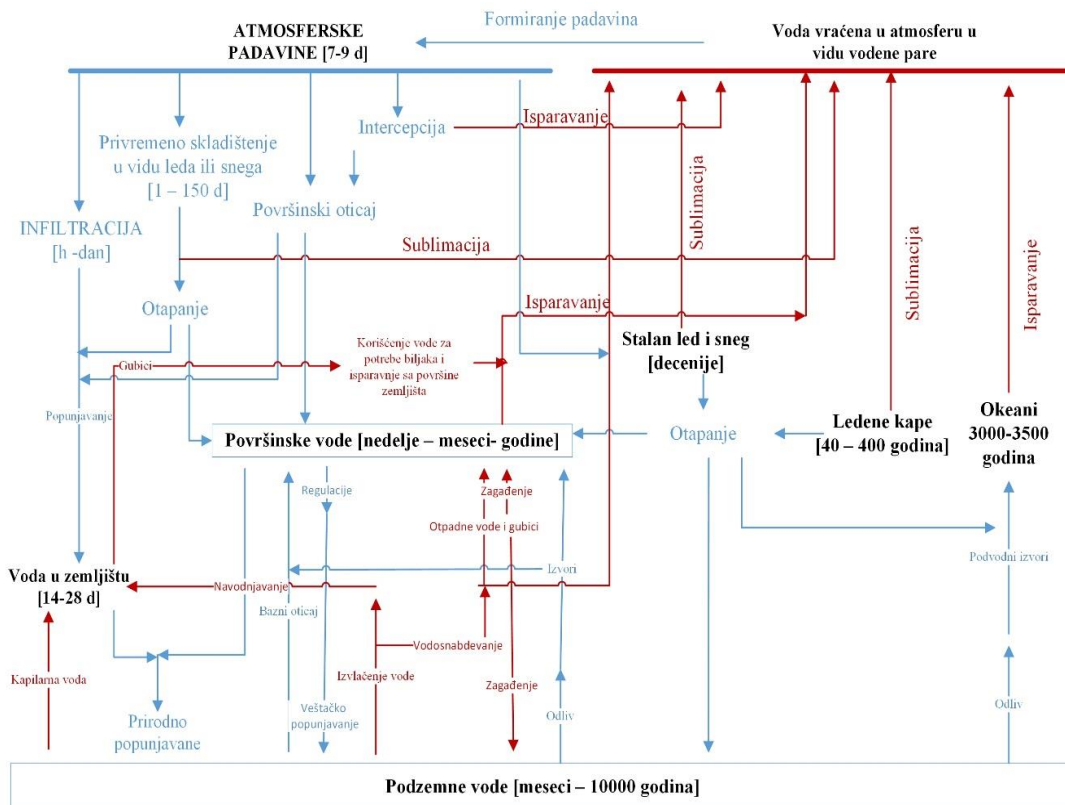 Formiranje padavina
ATMOSFERSKE
PADAVINE [7-9 d]
Voda vraćena u atmosferu u
vidu vodene pare
Intercepcija
Isparavanje
Privremeno skladištenje
u vidu leda ili snega
[1 – 150 d]
Površinski oticaj
INFILTRACIJA
[h -dan]
Sublimacija
Sublimacija
Sublimacija
Isparavanje
Otapanje
Isparavanje
Stalan led i sneg
[decenije]
Gubici
Korišćenje vode za
potrebe biljaka i
isparavnje sa površine
zemljišta
Popunjavanje
Površinske vode [nedelje – meseci- godine]
Otapanje
Ledene kape
[40 – 400 godina]
Okeani
3000-3500
godina
Regulacije
Zagađenje
Otpadne vode i gubici
Podvodni izvori
Voda u zemljištu
[14-28 d]
Navodnjavanje
Izvori
Bazni oticaj
Vodosnabdevanje
Kapilarna voda
Izvlačenje vode
Zagađenje
Prirodno
popunjavane
Veštačko
popunjavanje
Odliv
Odliv
Podzemne vode [meseci – 10000 godina]